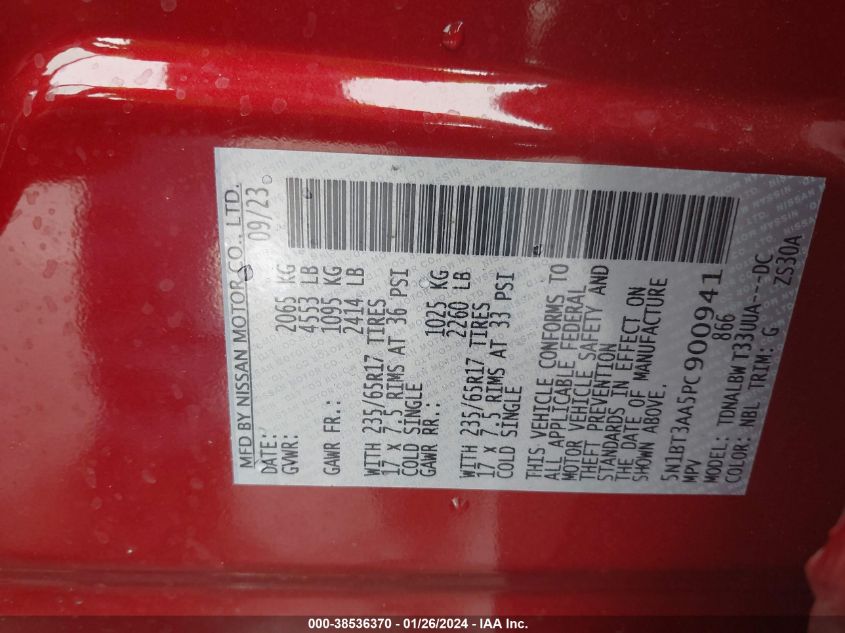 MFD BY NISSAN MOTOR CO., LTD.
DATE: 09/23
GVWR: 2065 KG
4553 LB
GAWR FR.: 1095 KG
2414 LB
WITH 235/65R17 TIRES
17 X 7.5 RIMS AT 36 PSI
COLD SINGLE
GAWR RR.: 1025 KG
2260 LB
WITH 235/65R17 TIRES
17 X 7.5 RIMS AT 33 PSI
COLD SINGLE
THIS VEHICLE CONFORMS TO
ALL APPLICABLE FEDERAL
MOTOR VEHICLE SAFETY AND
THEFT PREVENTION
STANDARDS IN EFFECT ON
THE DATE OF MANUFACTURE
SHOWN ABOVE.
5N1BT3AA5PC900941
MPV 866
MODEL: TDNALBW T33UUA---DC
COLOR: NBL TRIM: G ZS30A
000-38536370 - 01/26/2024 - IAA Inc.